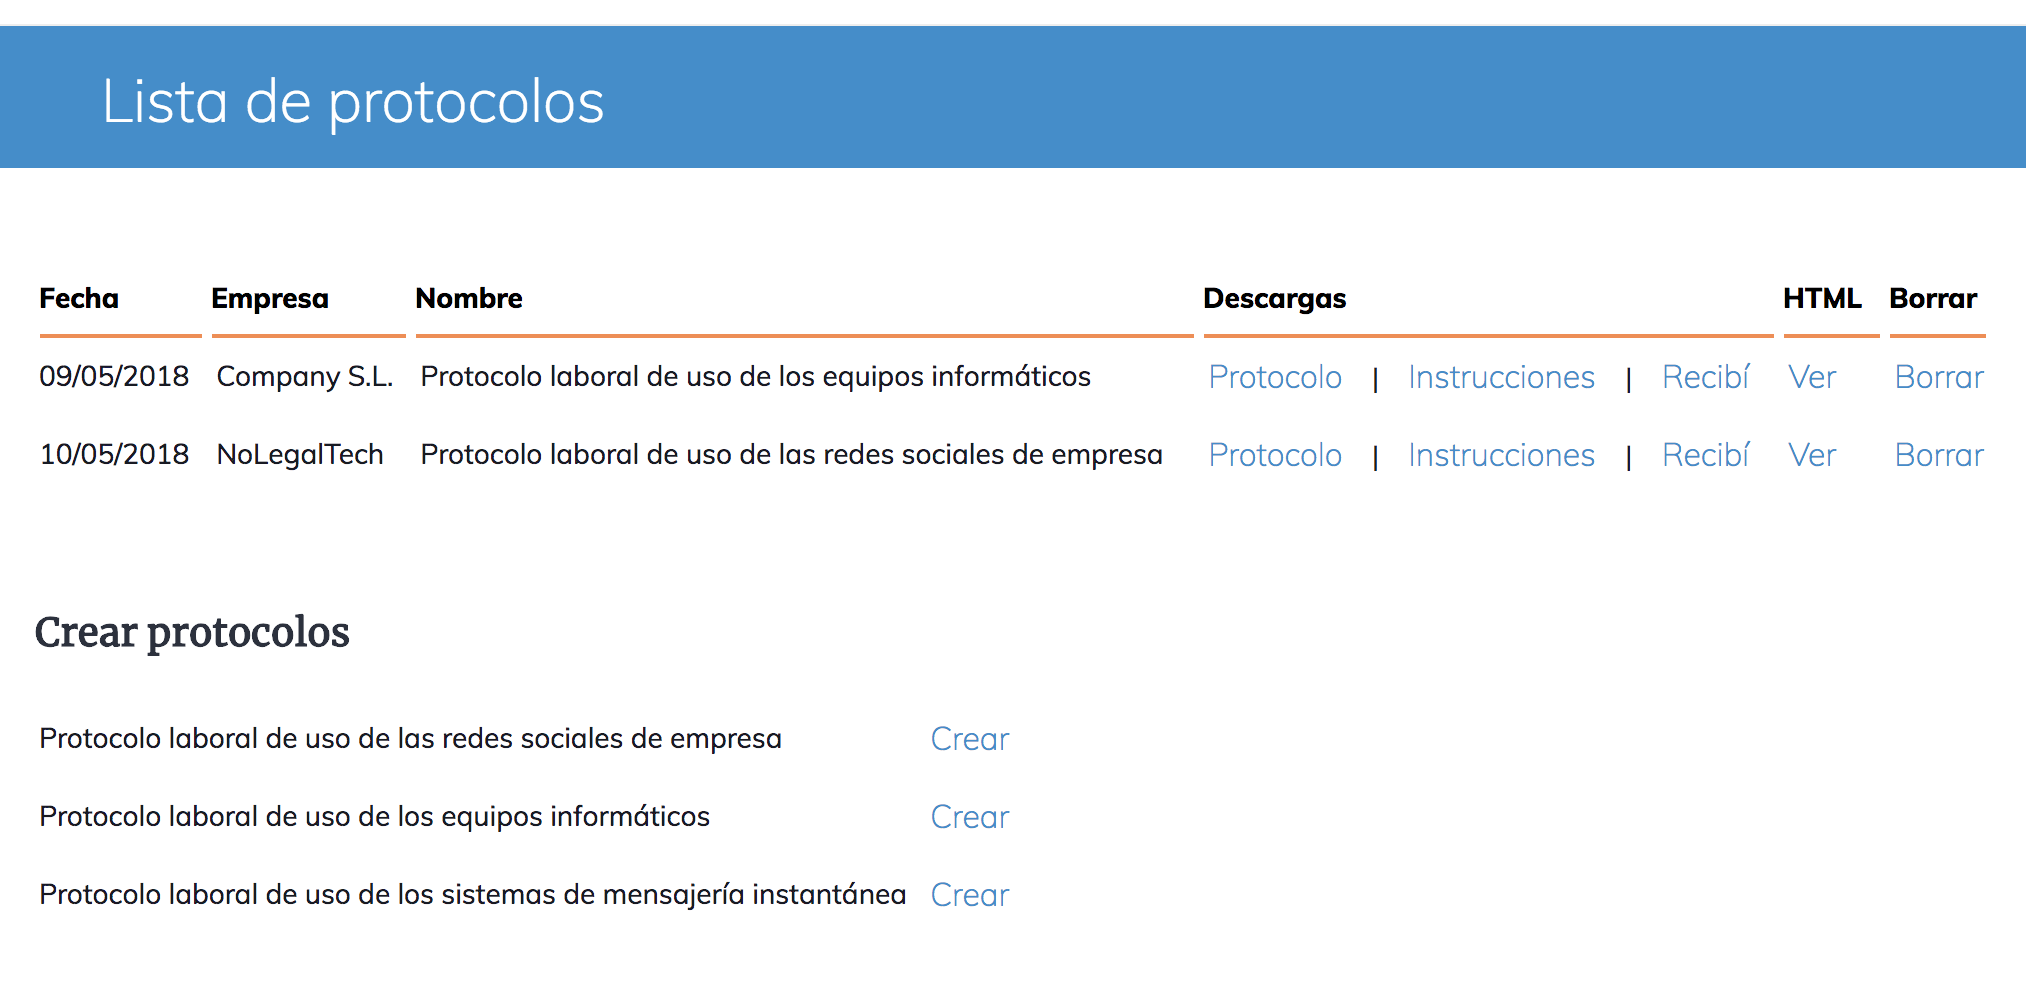 Lista de protocolos
Fecha Empresa Nombre Descargas HTML Borrar
09/05/2018 Company S.L. Protocolo laboral de uso de los equipos informáticos Protocolo | Instrucciones | Recibí Ver Borrar
10/05/2018 NoLegalTech Protocolo laboral de uso de las redes sociales de empresa Protocolo | Instrucciones | Recibí Ver Borrar
Crear protocolos
Protocolo laboral de uso de las redes sociales de empresa Crear
Protocolo laboral de uso de los equipos informáticos Crear
Protocolo laboral de uso de los sistemas de mensajería instantánea Crear